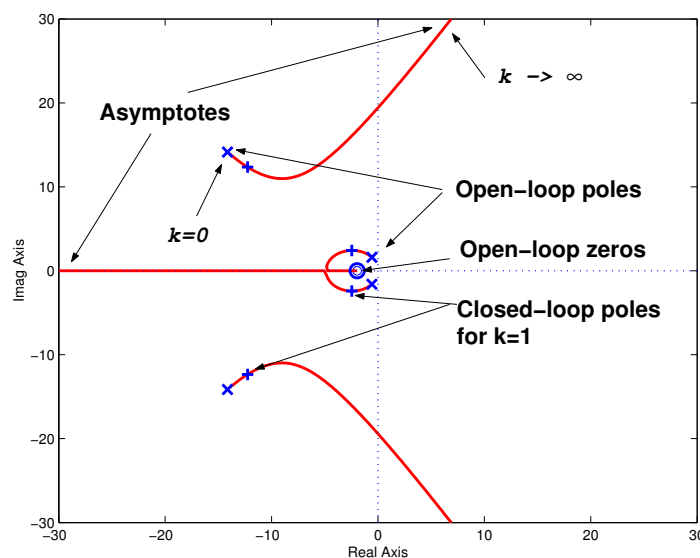 30
k −> ∞
20
Asymptotes
10
Open−loop poles
k=0
Open−loop zeros
0
Imag Axis
Closed−loop poles
for k=1
−10
−20
−30
−30
−20
−10
0
10
20
30
Real Axis